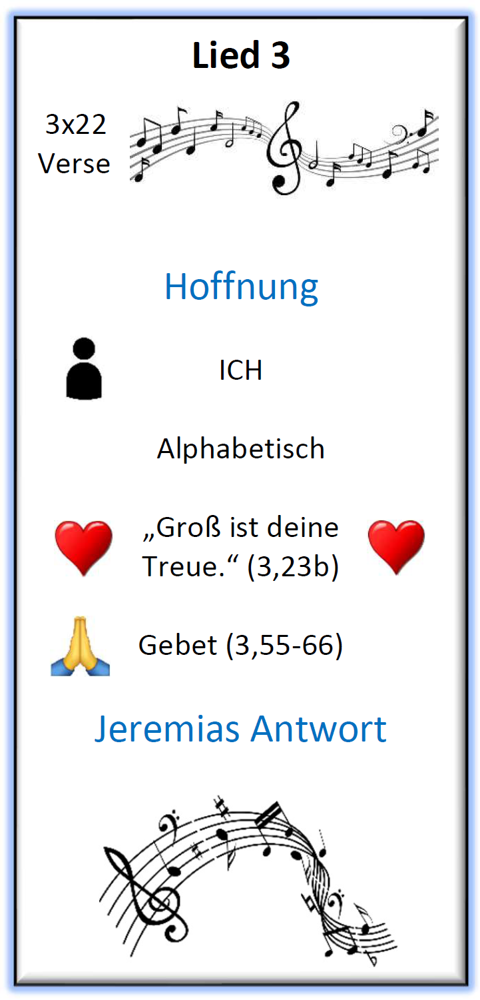 Lied 3
3x22
Verse
Hoffnung
ICH
Alphabetisch
„Groß ist deine
Treue.“ (3,23b)
Gebet (3,55-66)
Jeremias Antwort